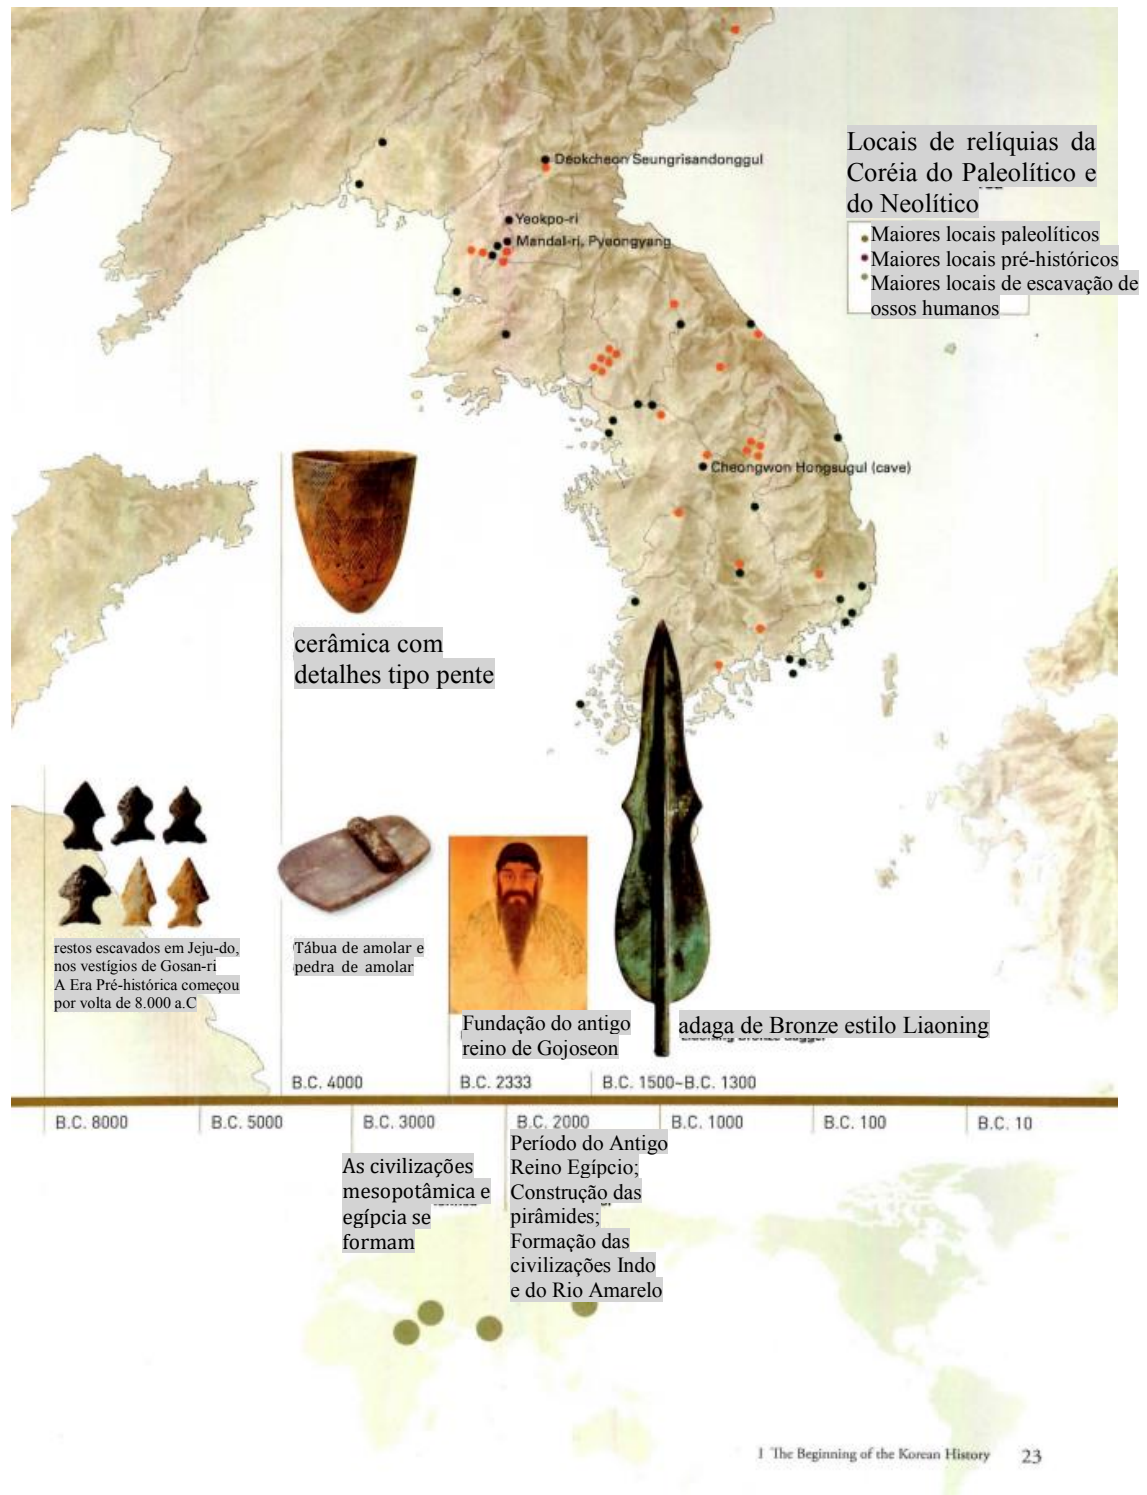 Deokcheon Seungrisandonggul
Yeokpo-ri
Mandal-ri, Pyeongyang
Cheongwon Hongsugul (cave)
Locais de relíquias da
Coréia do Paleolítico e
do Neolítico
Maiores locais paleolíticos
Maiores locais pré-históricos
Maiores locais de escavação de
ossos humanos
cerâmica com
detalhes tipo pente
restos escavados em Jeju-do,
nos vestígios de Gosan-ri
A Era Pré-histórica começou
por volta de 8.000 a.C
Tábua de amolar e
pedra de amolar
Fundação do antigo
reino de Gojoseon
adaga de Bronze estilo Liaoning
B.C. 4000
B.C. 2333
B.C. 1500~B.C. 1300
B.C. 8000
B.C. 5000
B.C. 3000
B.C. 2000
B.C. 1000
B.C. 100
B.C. 10
As civilizações
mesopotâmica e
egípcia se
formam
Período do Antigo
Reino Egípcio;
Construção das
pirâmides;
Formação das
civilizações Indo
e do Rio Amarelo
I The Beginning of the Korean History 23